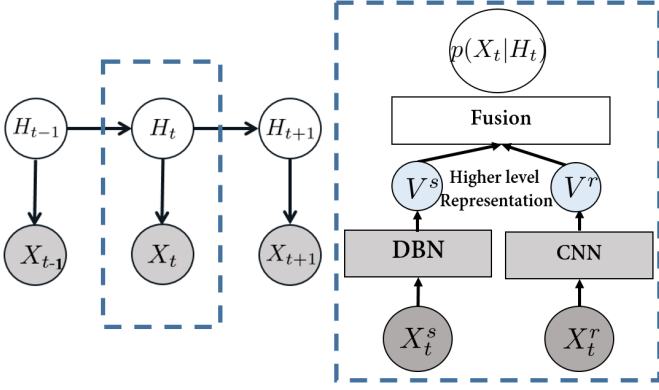 H_{t-1}
H_t
H_{t+1}
X_{t-1}
X_t
X_{t+1}
p(X_t|H_t)
Fusion
V^s
Higher level
Representation
V^r
DBN
CNN
X_t^s
X_t^r